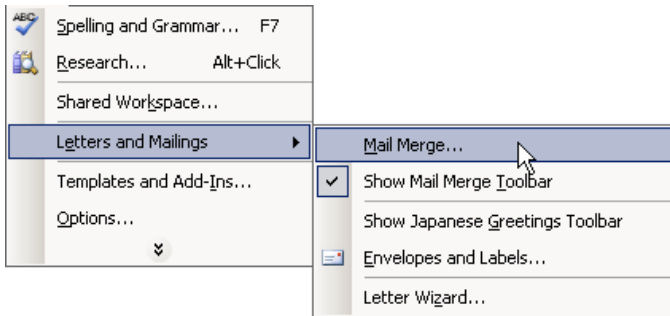 ABC
Spelling and Grammar... F7
Research... Alt+Click
Shared Workspace...
Letters and Mailings
Templates and Add-Ins...
Options...
Mail Merge...
Show Mail Merge Toolbar
Show Japanese Greetings Toolbar
Envelopes and Labels...
Letter Wizard...